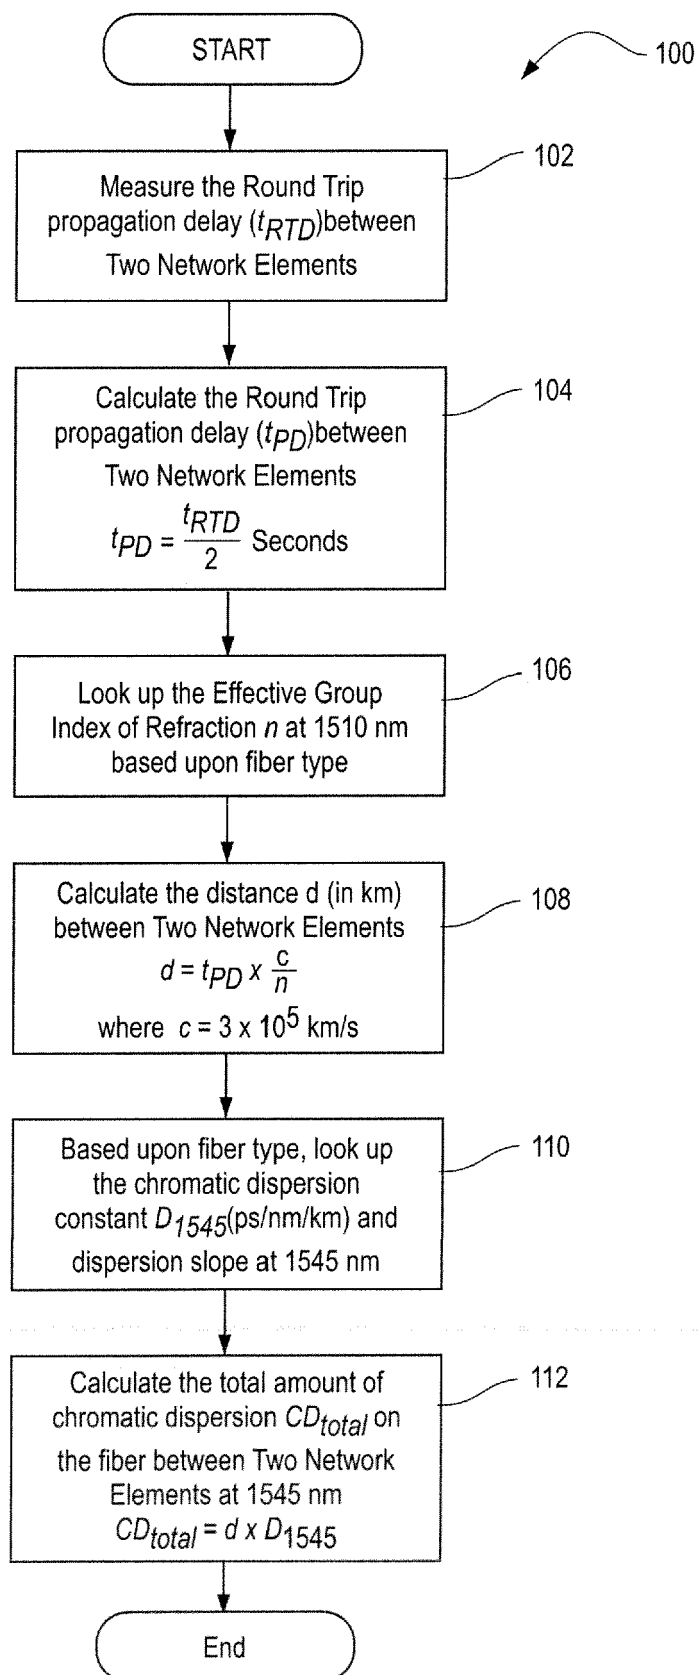 START
100
102
Measure the Round Trip
propagation delay (tRTD)between
Two Network Elements
104
Calculate the Round Trip
propagation delay (tPD)between
Two Network Elements
tPD = tRTD/2 Seconds
106
Look up the Effective Group
Index of Refraction n at 1510 nm
based upon fiber type
108
Calculate the distance d (in km)
between Two Network Elements
d = tPD x c/n
where c = 3 x 10^5 km/s
110
Based upon fiber type, look up
the chromatic dispersion
constant D1545(ps/nm/km) and
dispersion slope at 1545 nm
112
Calculate the total amount of
chromatic dispersion CDtotal on
the fiber between Two Network
Elements at 1545 nm
CDtotal = d x D1545
End